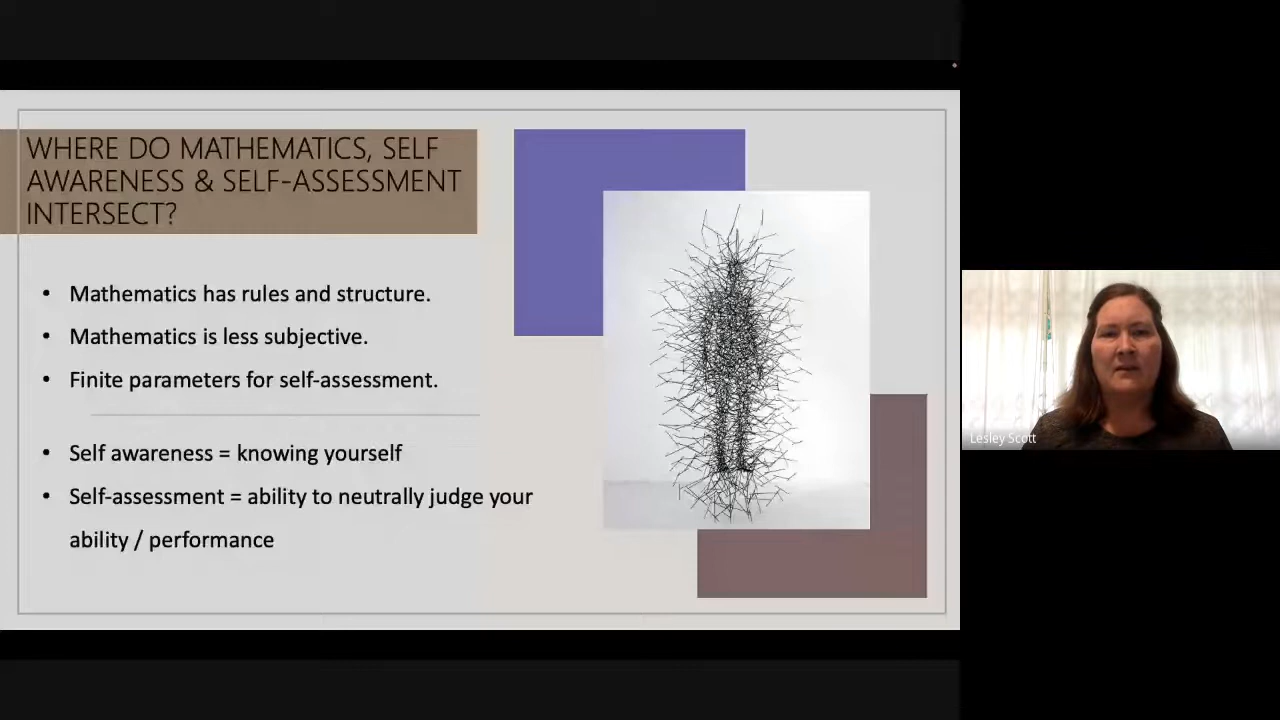 WHERE DO MATHEMATICS, SELF
AWARENESS & SELF-ASSESSMENT
INTERSECT?
• Mathematics has rules and structure.
• Mathematics is less subjective.
• Finite parameters for self-assessment.
• Self awareness = knowing yourself
• Self-assessment = ability to neutrally judge your
ability / performance
Lesley Scott